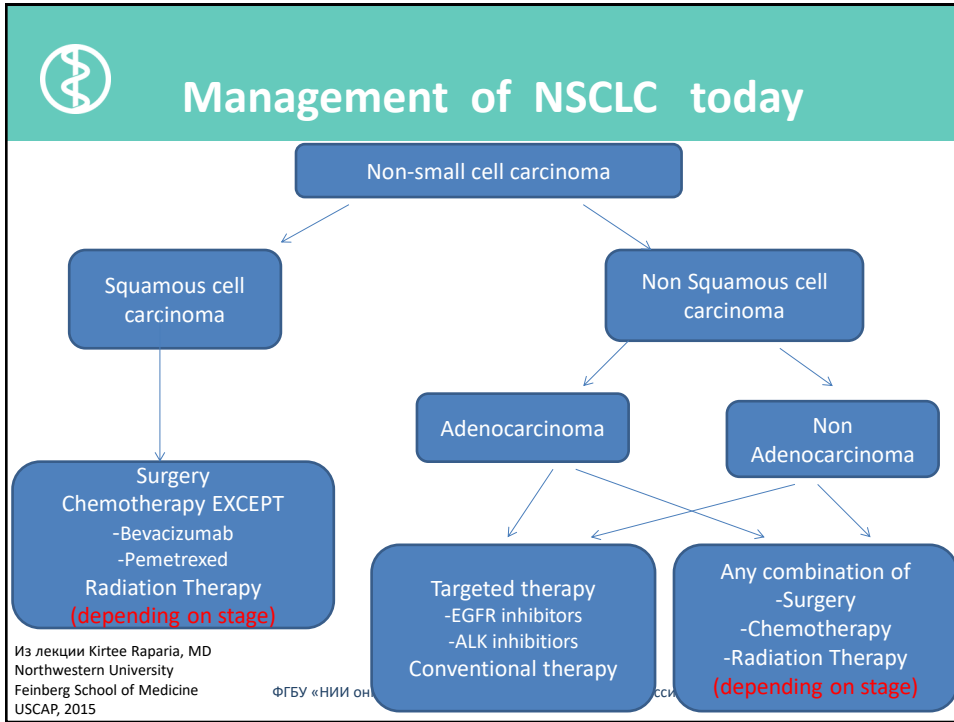 Management of NSCLC today
Non-small cell carcinoma
Squamous cell
carcinoma
Non Squamous cell
carcinoma
Adenocarcinoma
Non
Adenocarcinoma
Surgery
Chemotherapy EXCEPT
-Bevacizumab
-Pemetrexed
Radiation Therapy
(depending on stage)
Targeted therapy
-EGFR inhibitors
-ALK inhibitiors
Conventional therapy
Any combination of
-Surgery
-Chemotherapy
-Radiation Therapy
(depending on stage)
Из лекции Kirtee Raparia, MD
Northwestern University
Feinberg School of Medicine
USCAP, 2015
ФГБУ «НИИ